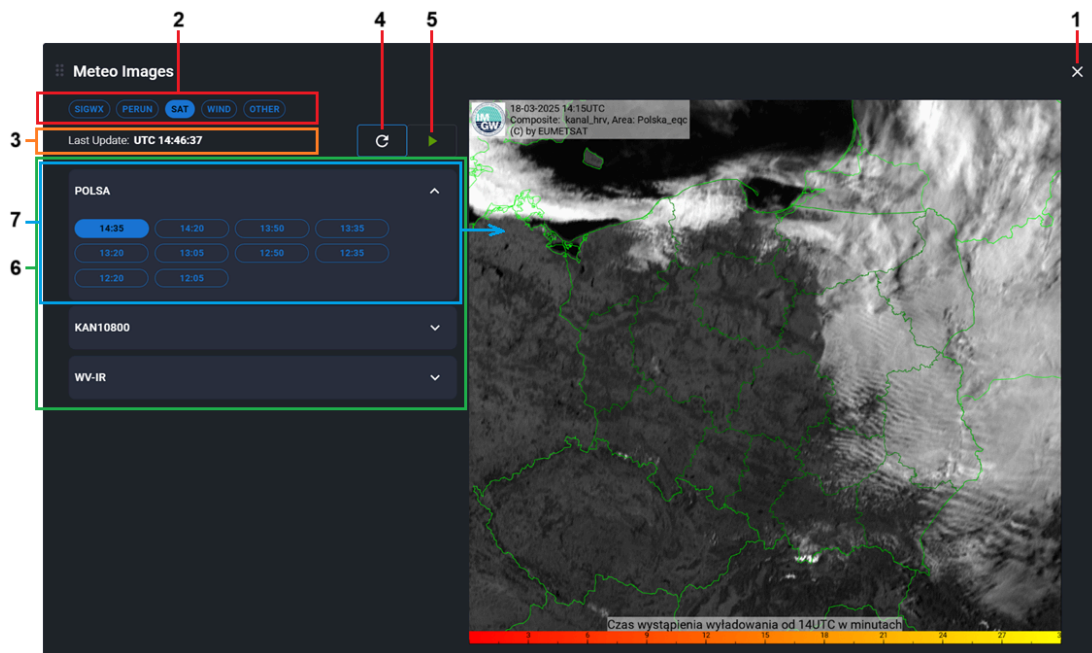 2
4
5
1
Meteo Images
SIGWX PERUN SAT WIND OTHER
3
Last Update: UTC 14:46:37
IM
GW
18-03-2025 14:15UTC
Composite: kanal_hrv, Area: Polska_eqc
(C) by EUMETSAT
POLSA
7
14:35 14:20 13:50 13:35
13:20 13:05 12:50 12:35
6
12:20 12:05
KAN10800
WV-IR
Czas wystąpienia wyładowania od 14UTC w minutach
3 6 9 12 15 18 21 24 27